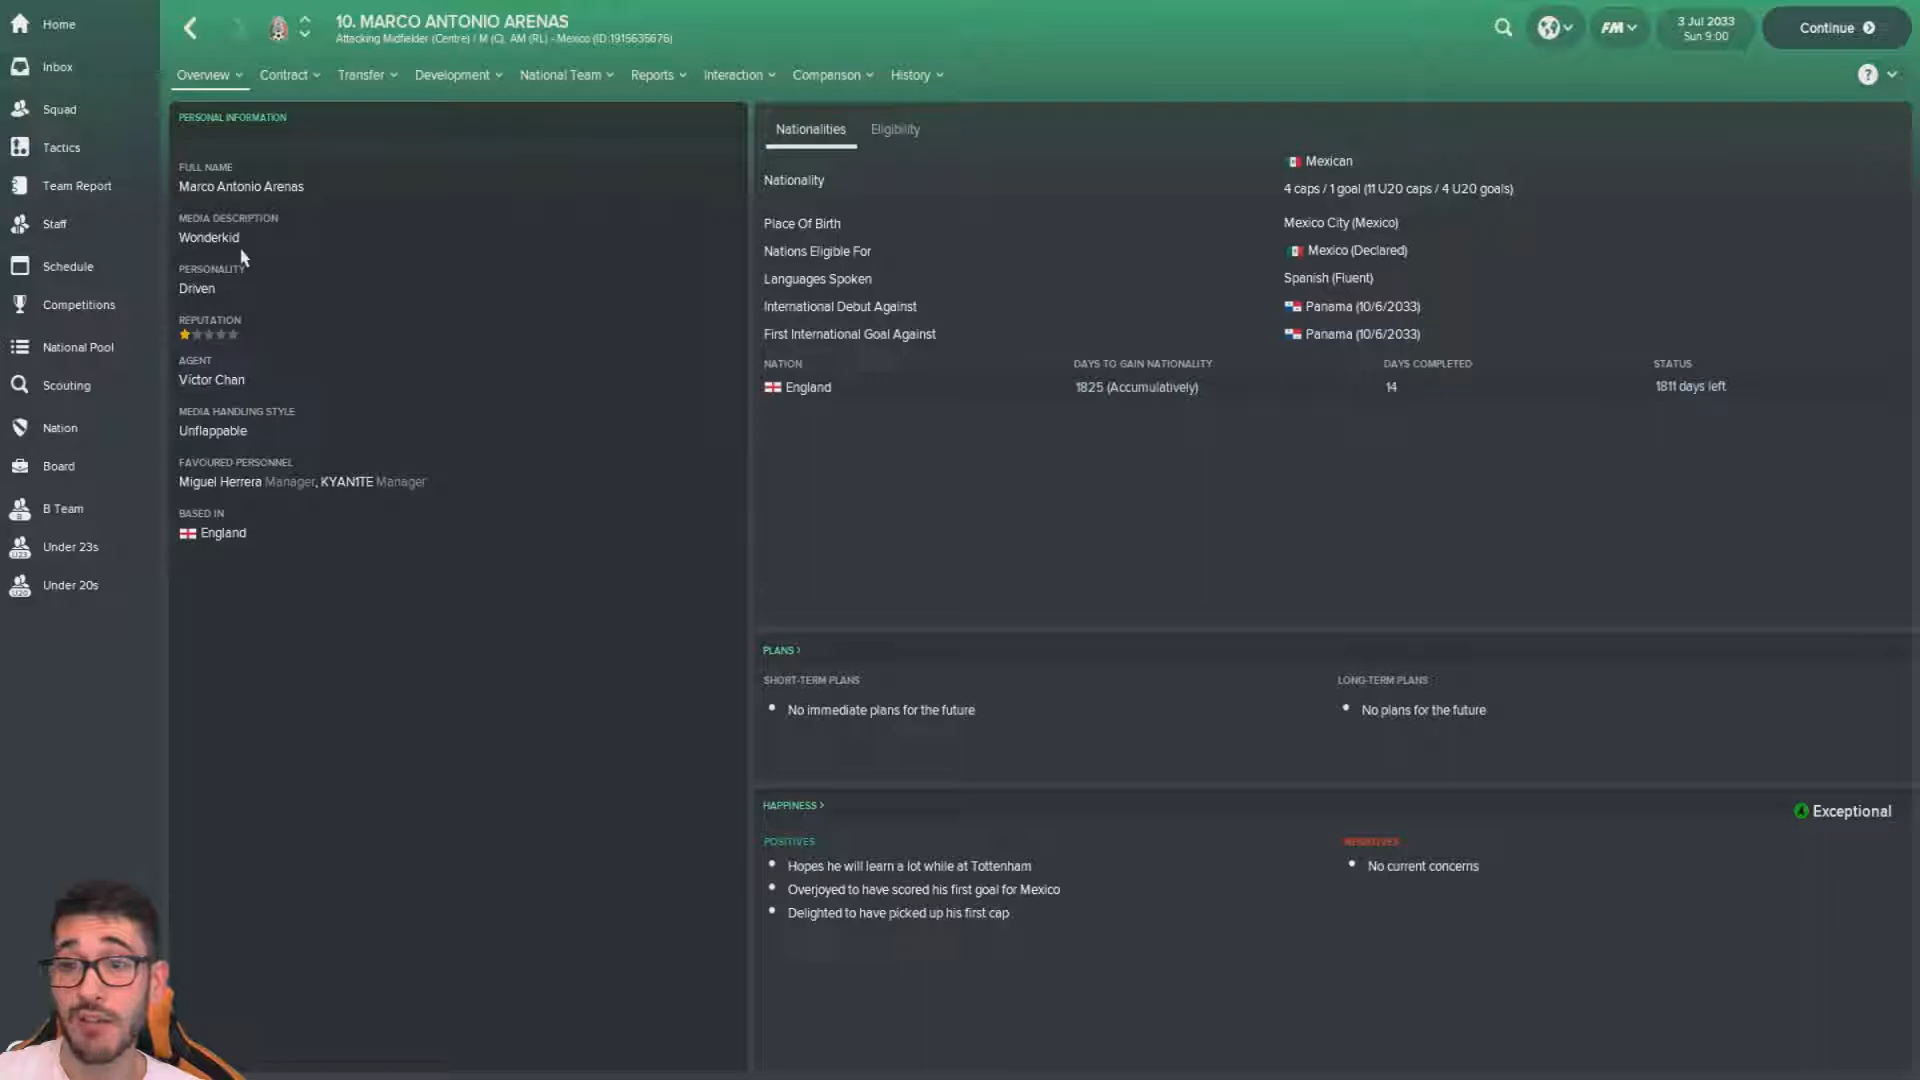 Home
Inbox
Squad
Tactics
Team Report
Staff
Schedule
Competitions
National Pool
Scouting
Nation
Board
B Team
Under 23s
Under 20s
10. MARCO ANTONIO ARENAS
Attacking Midfielder (Centre) / M (C), AM (RL) - Mexico (ID:1915635676)
FM
3 Jul 2033
Sun 9:00
Continue
Overview Contract Transfer Development National Team Reports Interaction Comparison History
?
PERSONAL INFORMATION
FULL NAME
Marco Antonio Arenas
MEDIA DESCRIPTION
Wonderkid
PERSONALITY
Driven
REPUTATION
AGENT
Víctor Chan
MEDIA HANDLING STYLE
Unflappable
FAVOURED PERSONNEL
Miguel Herrera Manager, KYAN1TE Manager
BASED IN
England
Nationalities Eligibility
Nationality
Mexican
4 caps / 1 goal (11 U20 caps / 4 U20 goals)
Place Of Birth Mexico City (Mexico)
Nations Eligible For Mexico (Declared)
Languages Spoken Spanish (Fluent)
International Debut Against Panama (10/6/2033)
First International Goal Against Panama (10/6/2033)
NATION DAYS TO GAIN NATIONALITY DAYS COMPLETED STATUS
England 1825 (Accumulatively) 14 1811 days left
PLANS >
SHORT-TERM PLANS
• No immediate plans for the future
LONG-TERM PLANS
• No plans for the future
HAPPINESS >
Exceptional
POSITIVES
• Hopes he will learn a lot while at Tottenham
• Overjoyed to have scored his first goal for Mexico
• Delighted to have picked up his first cap
NEGATIVES
• No current concerns